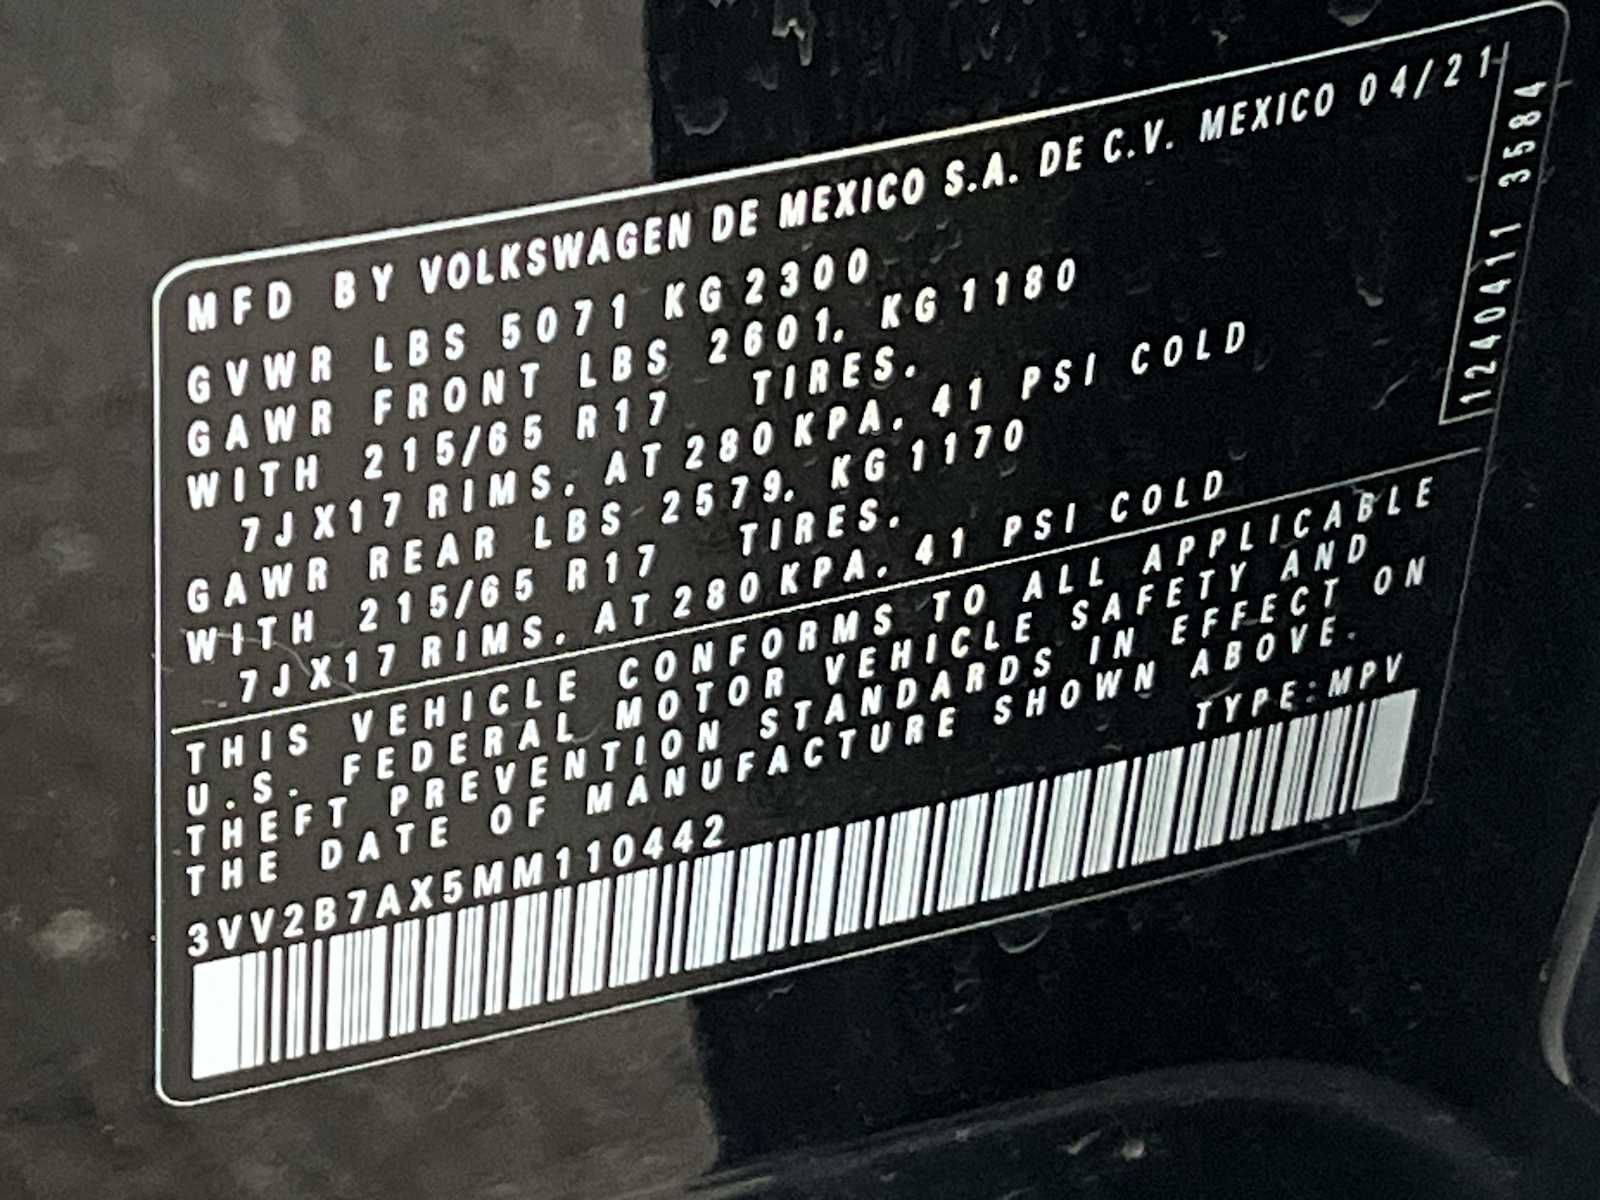 MFD BY VOLKSWAGEN DE MEXICO S.A. DE C.V. MEXICO 04/21
GVWR LBS 5071 KG 2300
GAWR FRONT LBS 2601. KG 1180
WITH 215/65 R17 TIRES.
7JX17 RIMS. AT 280 KPA. 41 PSI COLD
GAWR REAR LBS 2579. KG 1170
WITH 215/65 R17 TIRES.
7JX17 RIMS. AT 280 KPA. 41 PSI COLD
1240411 3584
THIS VEHICLE CONFORMS TO ALL APPLICABLE
U.S. FEDERAL MOTOR VEHICLE SAFETY AND
THEFT PREVENTION STANDARDS IN EFFECT ON
THE DATE OF MANUFACTURE SHOWN ABOVE.
TYPE:MPV
3VV2B7AX5MM110442